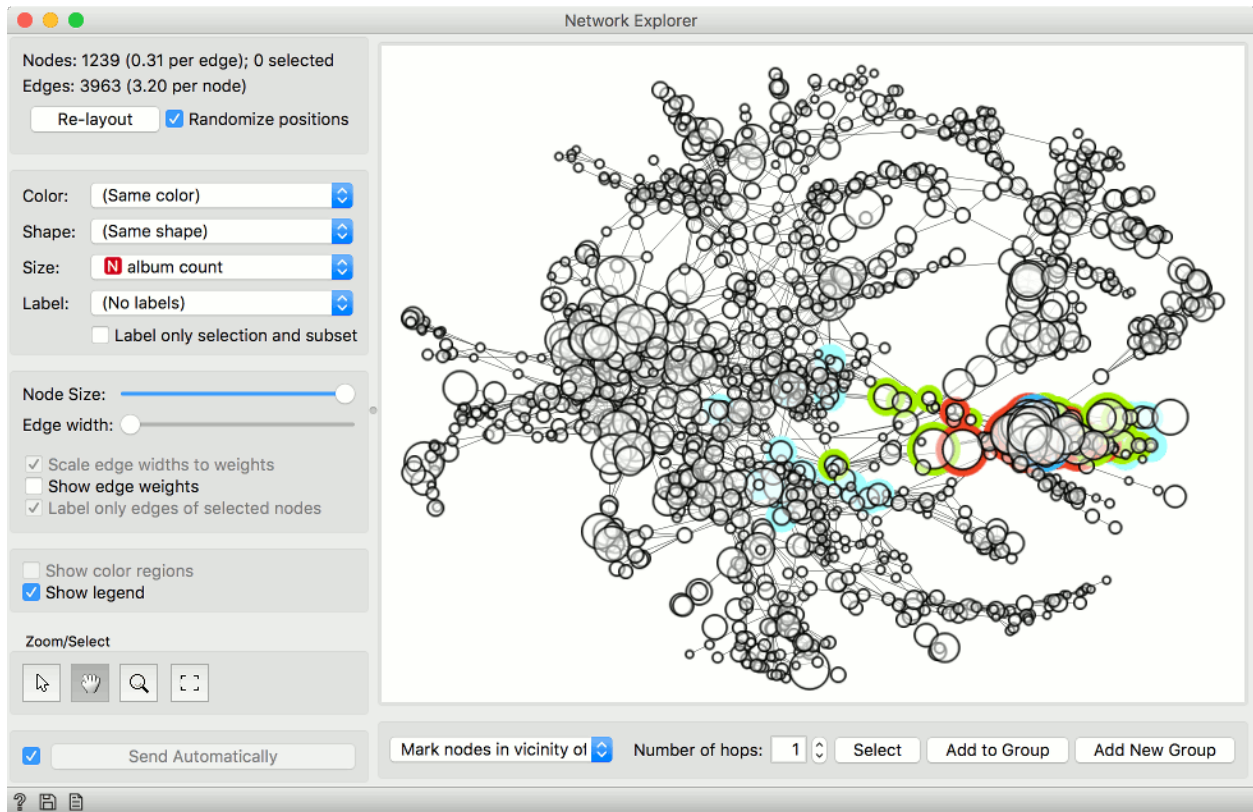 Network Explorer
Nodes: 1239 (0.31 per edge); 0 selected
Edges: 3963 (3.20 per node)
Re-layout
Randomize positions
Color: (Same color)
Shape: (Same shape)
Size: N album count
Label: (No labels)
Label only selection and subset
Node Size:
Edge width:
Scale edge widths to weights
Show edge weights
Label only edges of selected nodes
Show color regions
Show legend
Zoom/Select
Send Automatically
Mark nodes in vicinity of
Number of hops: 1
Select
Add to Group
Add New Group
?